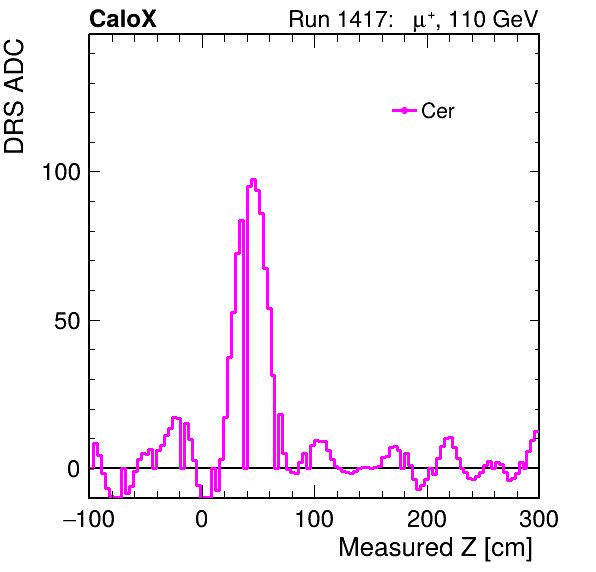 CaloX Run 1417: μ⁺, 110 GeV
DRS ADC
Cer
100
50
0
−100 0 100 200 300
Measured Z [cm]